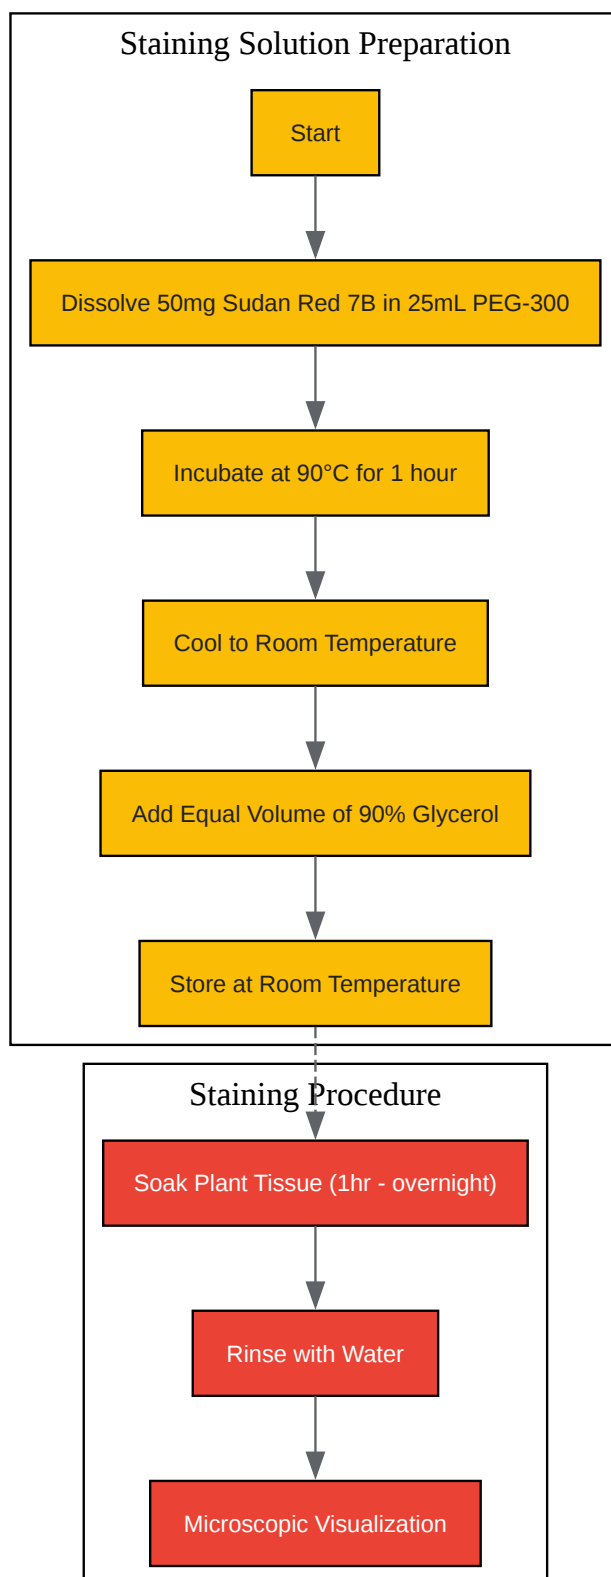 Staining Solution Preparation
Start
Dissolve 50mg Sudan Red 7B in 25mL PEG-300
Incubate at 90°C for 1 hour
Cool to Room Temperature
Add Equal Volume of 90% Glycerol
Store at Room Temperature
Staining Procedure
Soak Plant Tissue (1hr - overnight)
Rinse with Water
Microscopic Visualization